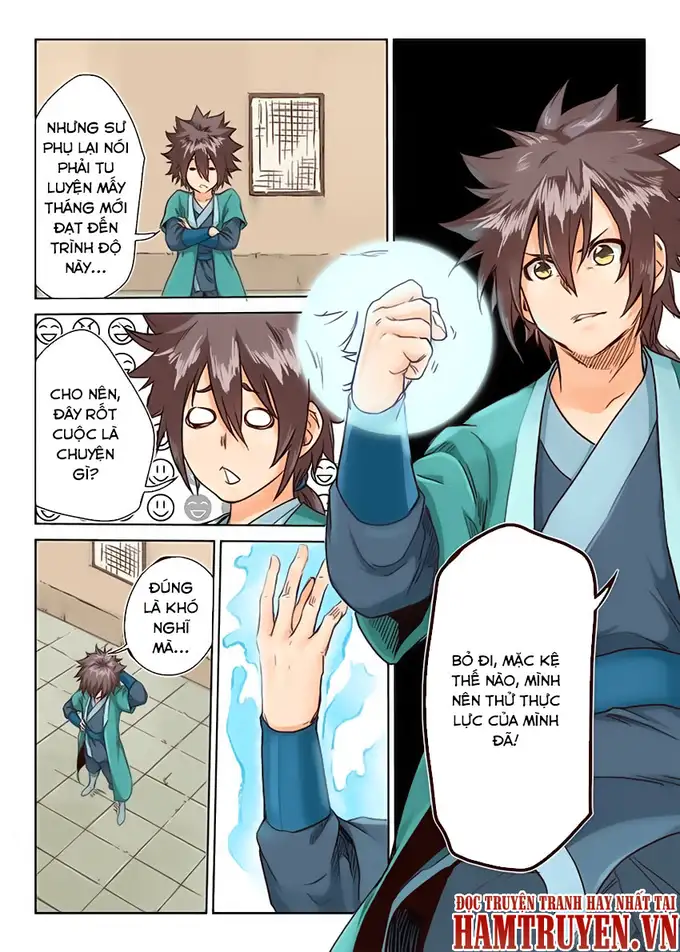 NHƯNG SƯ
PHỤ LẠI NÓI
PHẢI TU
LUYỆN MẤY
THÁNG MỚI
ĐẠT ĐẾN
TRÌNH ĐỘ
NÀY...
CHO NÊN,
ĐÂY RỐT
CUỘC LÀ
CHUYỆN
GÌ?
ĐÚNG
LÀ KHÓ
NGHĨ
MÀ...
BỎ ĐI, MẶC KỆ
THẾ NÀO, MÌNH
NÊN THỬ THỰC
LỰC CỦA MÌNH
ĐÃ!
ĐỌC TRUYỆN TRANH HAY NHẤT TẠI
HAMTRUYEN.VN